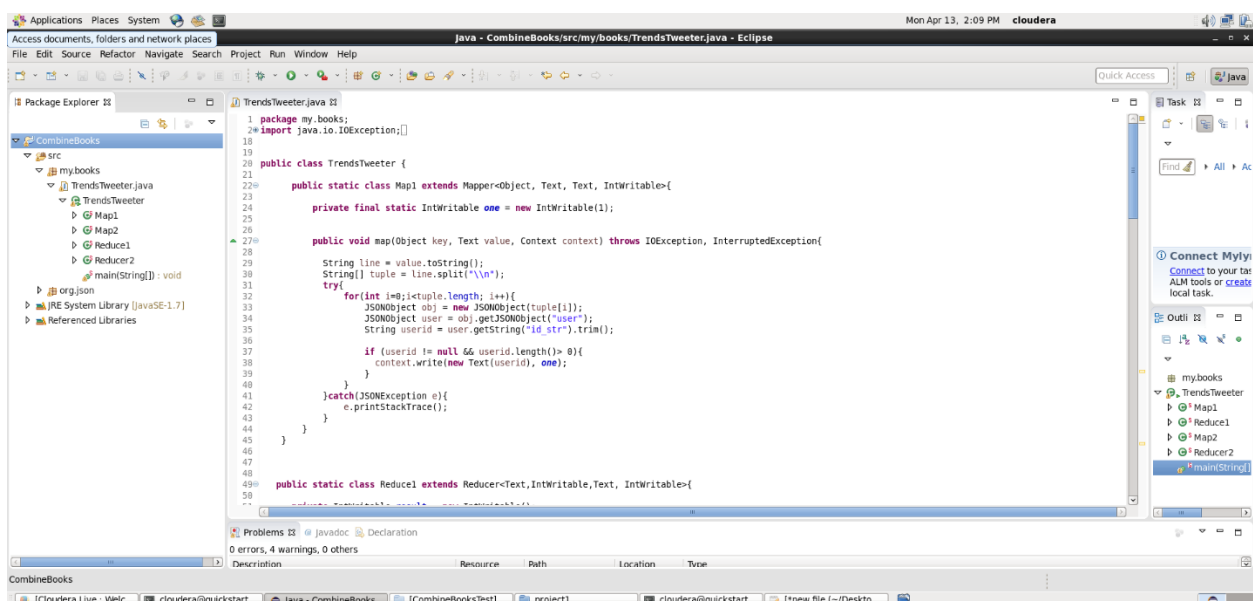 Applications Places System
Mon Apr 13, 2:09 PM cloudera
Access documents, folders and network places
Java - CombineBooks/src/my/books/TrendsTweeter.java - Eclipse
File Edit Source Refactor Navigate Search Project Run Window Help
Quick Access
Java
Package Explorer
CombineBooks
src
my.books
TrendsTweeter.java
TrendsTweeter
Map1
Map2
Reduce1
Reducer2
main(String[]) : void
org.json
JRE System Library [JavaSE-1.7]
Referenced Libraries
TrendsTweeter.java
1 package my.books;
2 import java.io.IOException;
18
19
20 public class TrendsTweeter {
21
22 public static class Map1 extends Mapper<Object, Text, Text, IntWritable>{
23
24 private final static IntWritable one = new IntWritable(1);
25
26
27 public void map(Object key, Text value, Context context) throws IOException, InterruptedException{
28
29 String line = value.toString();
30 String[] tuple = line.split("\\n");
31 try{
32 for(int i=0;i<tuple.length; i++){
33 JSONObject obj = new JSONObject(tuple[i]);
34 JSONObject user = obj.getJSONObject("user");
35 String userid = user.getString("id_str").trim();
36
37 if (userid != null && userid.length()> 0){
38 context.write(new Text(userid), one);
39 }
40 }
41 }catch(JSONException e){
42 e.printStackTrace();
43 }
44 }
45 }
46
47
48
49 public static class Reduce1 extends Reducer<Text,IntWritable,Text, IntWritable>{
50
Task
Find
All
Ac
Connect Myly
Connect to your tas
ALM tools or create
local task.
Outli
my.books
TrendsTweeter
Map1
Reduce1
Map2
Reducer2
main(String[]
Problems Javadoc Declaration
0 errors, 4 warnings, 0 others
Description Resource Path Location Type
CombineBooks
[Cloudera Live : Welc... cloudera@quickstart... Java - CombineBooks... [CombineBooksTest] project1 cloudera@quickstart... [*new file (~/Deskto...